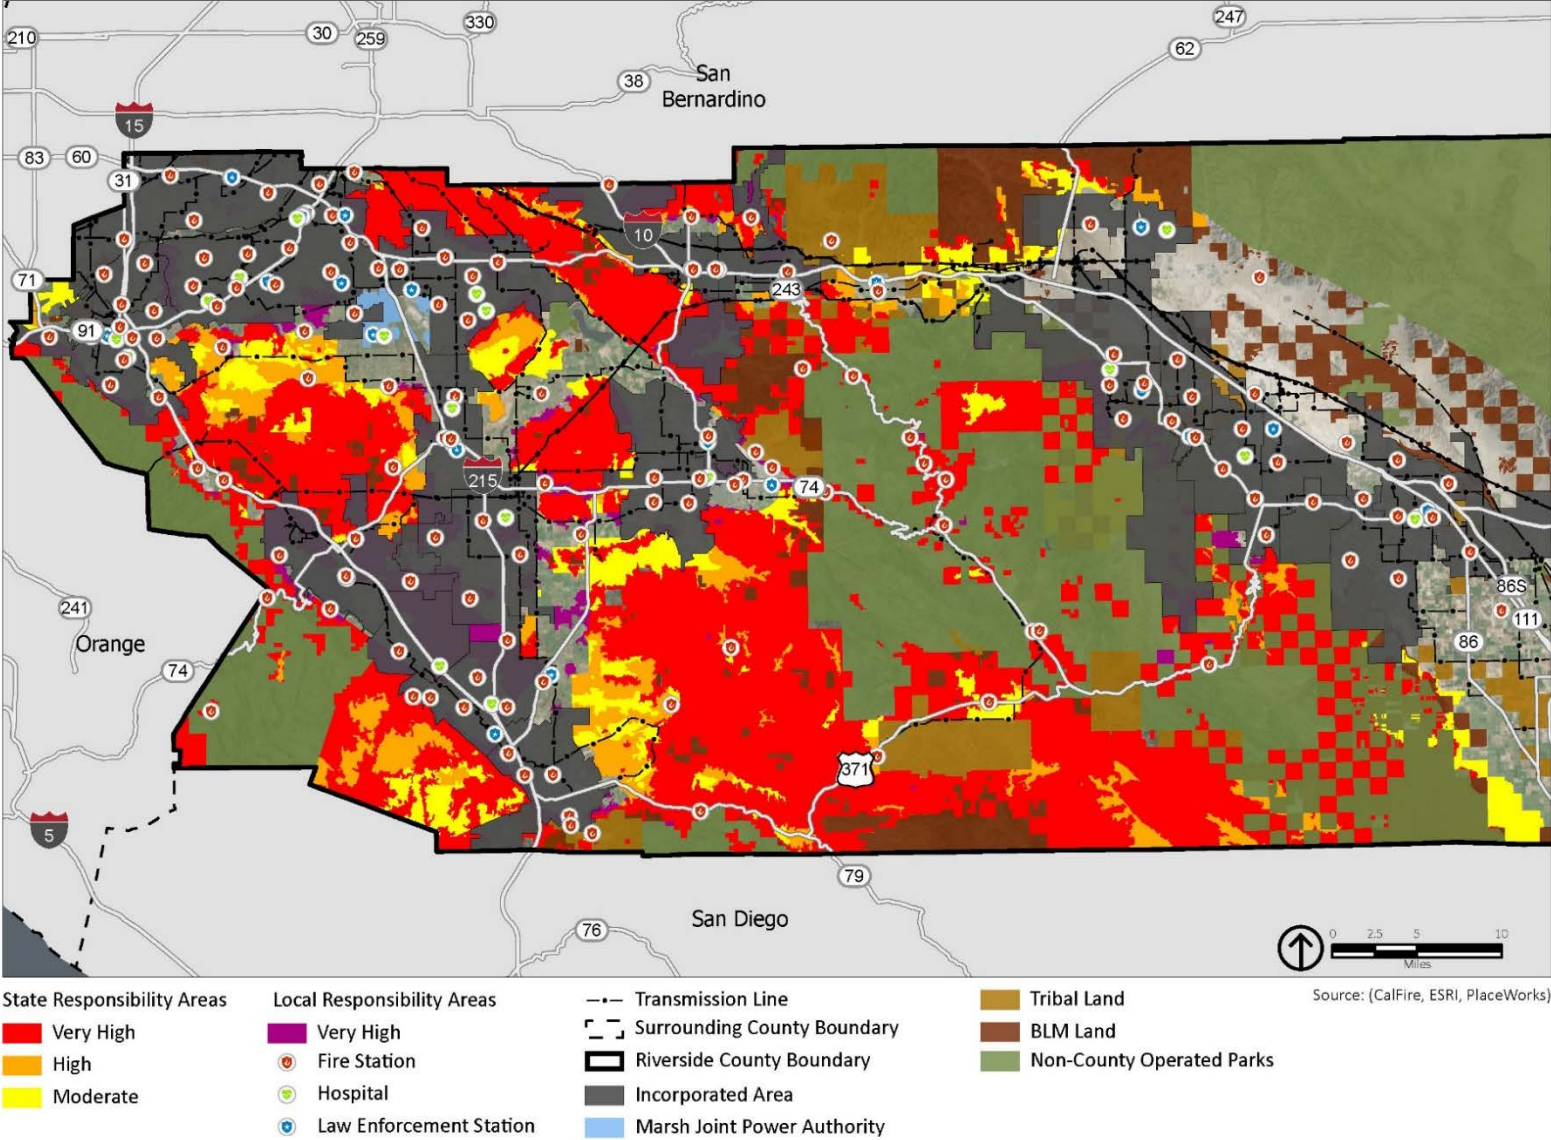 247
330
210
30
259
62
San
Bernardino
38
15
83
60
31
10
71
243
91
215
74
86S
111
241
Orange
86
74
371
5
79
San Diego
76
0 2.5 5 10
Miles
State Responsibility Areas
Very High
High
Moderate
Local Responsibility Areas
Very High
Fire Station
Hospital
Law Enforcement Station
Transmission Line
Surrounding County Boundary
Riverside County Boundary
Incorporated Area
Marsh Joint Power Authority
Tribal Land
BLM Land
Non-County Operated Parks
Source: (CalFire, ESRI, PlaceWorks)